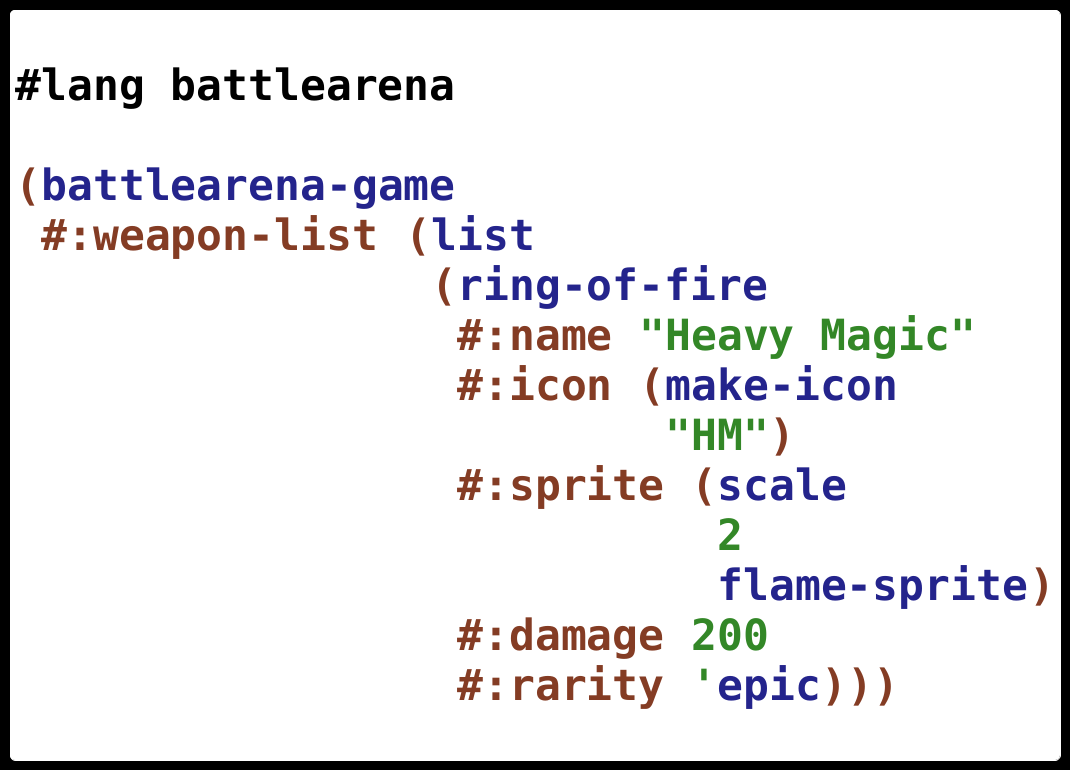 #lang battlearena

(battlearena-game
 #:weapon-list (list
                (ring-of-fire
                 #:name "Heavy Magic"
                 #:icon (make-icon
                         "HM")
                 #:sprite (scale
                           2
                           flame-sprite)
                 #:damage 200
                 #:rarity 'epic)))